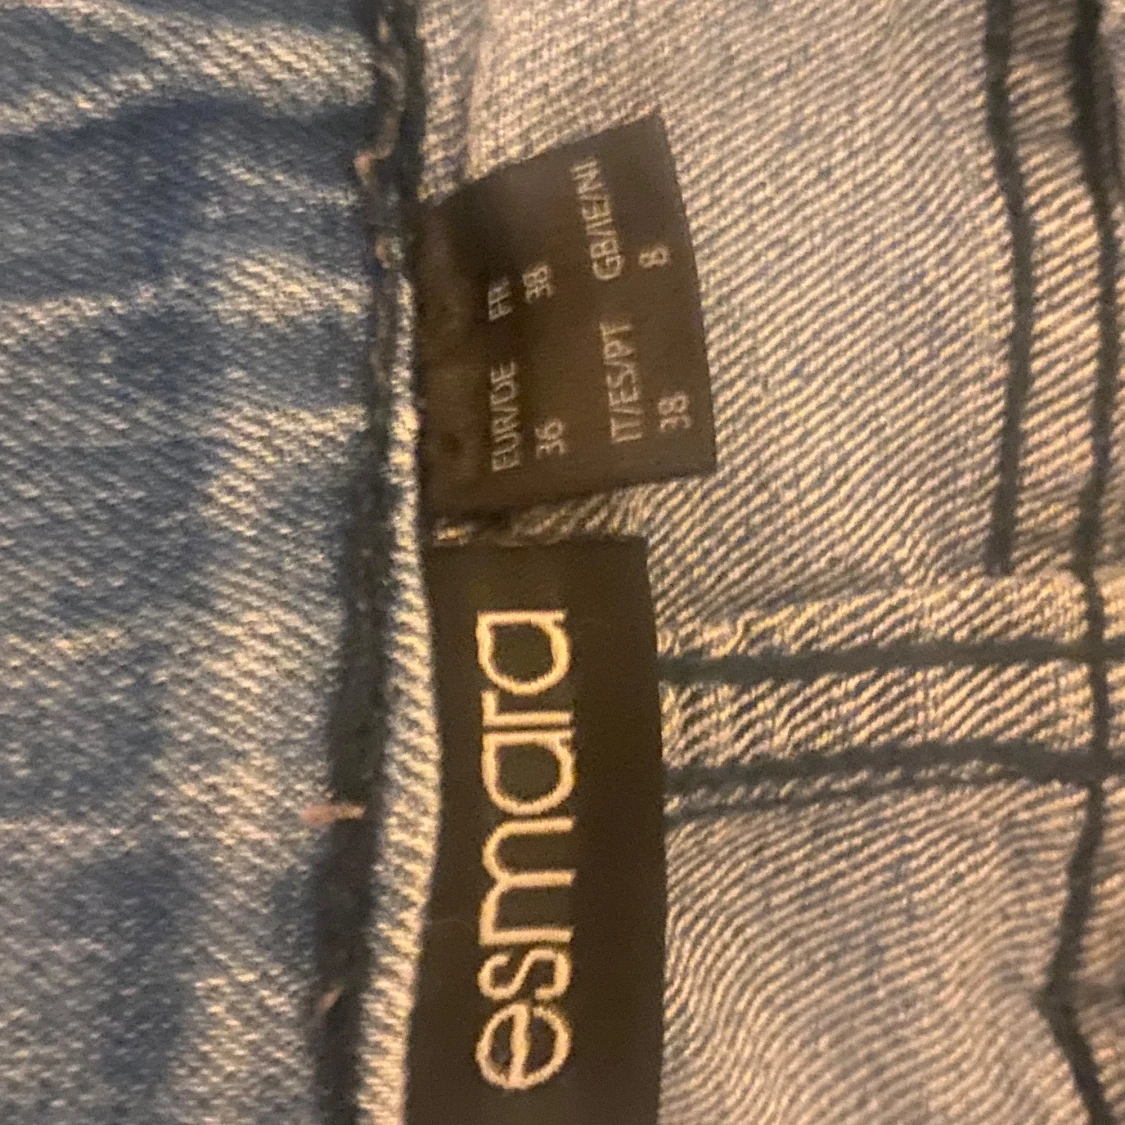 EUR/DE FR
36 38
IT/ES/PT GB/IE/NI
38 8
esmara